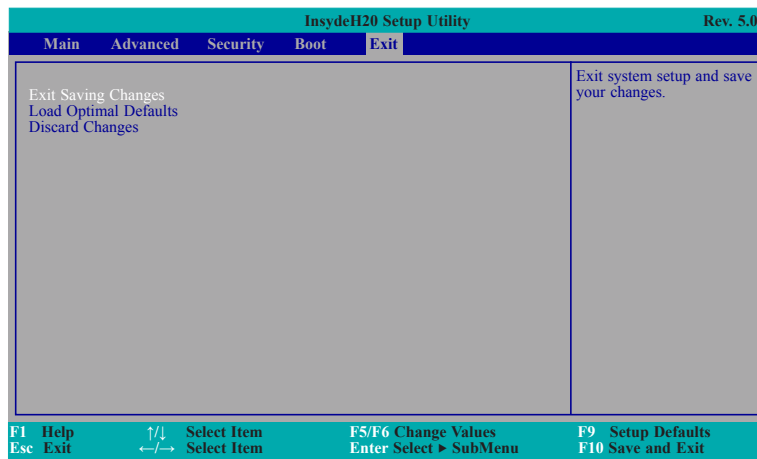 InsydeH20 Setup Utility Rev. 5.0
Main Advanced Security Boot Exit
Exit Saving Changes
Load Optimal Defaults
Discard Changes
Exit system setup and save
your changes.
F1 Help ↑/↓ Select Item F5/F6 Change Values F9 Setup Defaults
Esc Exit ←/→ Select Item Enter Select ▶ SubMenu F10 Save and Exit